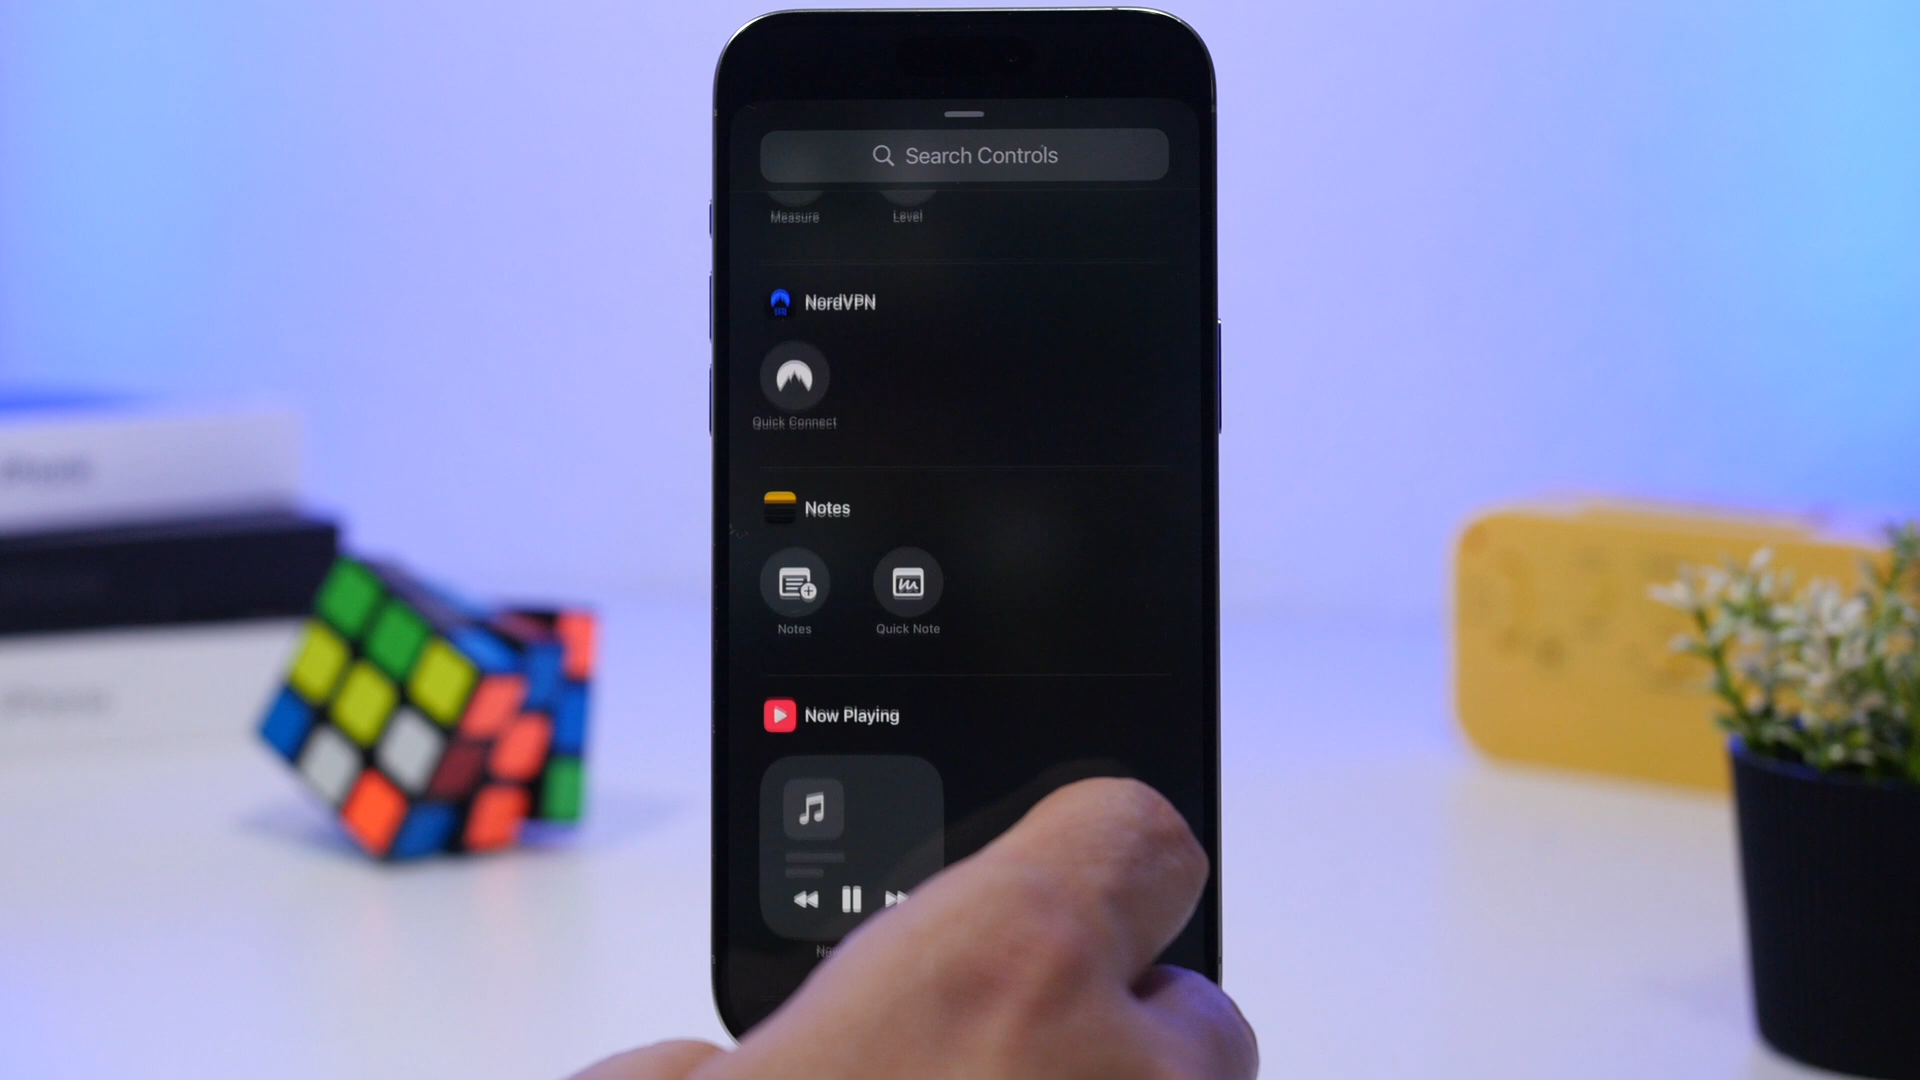 Search Controls
Measure Level
NordVPN
Quick Connect
Notes
Notes Quick Note
Now Playing